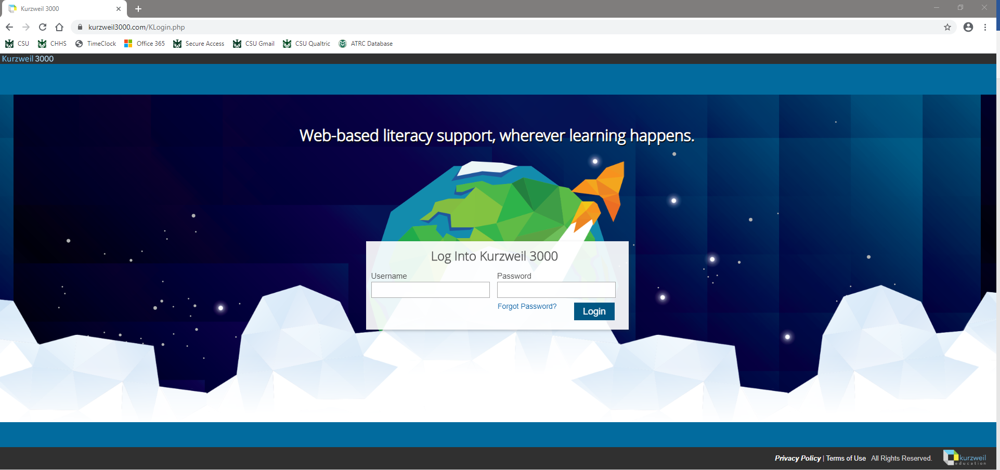 Kurzweil 3000
kurzweil3000.com/KLogin.php
CSU CHHS TimeClock Office 365 Secure Access CSU Gmail CSU Qualtric ATRC Database
Kurzweil 3000
Web-based literacy support, wherever learning happens.
Log Into Kurzweil 3000
Username Password
Forgot Password? Login
Privacy Policy | Terms of Use All Rights Reserved.
kurzweil
education